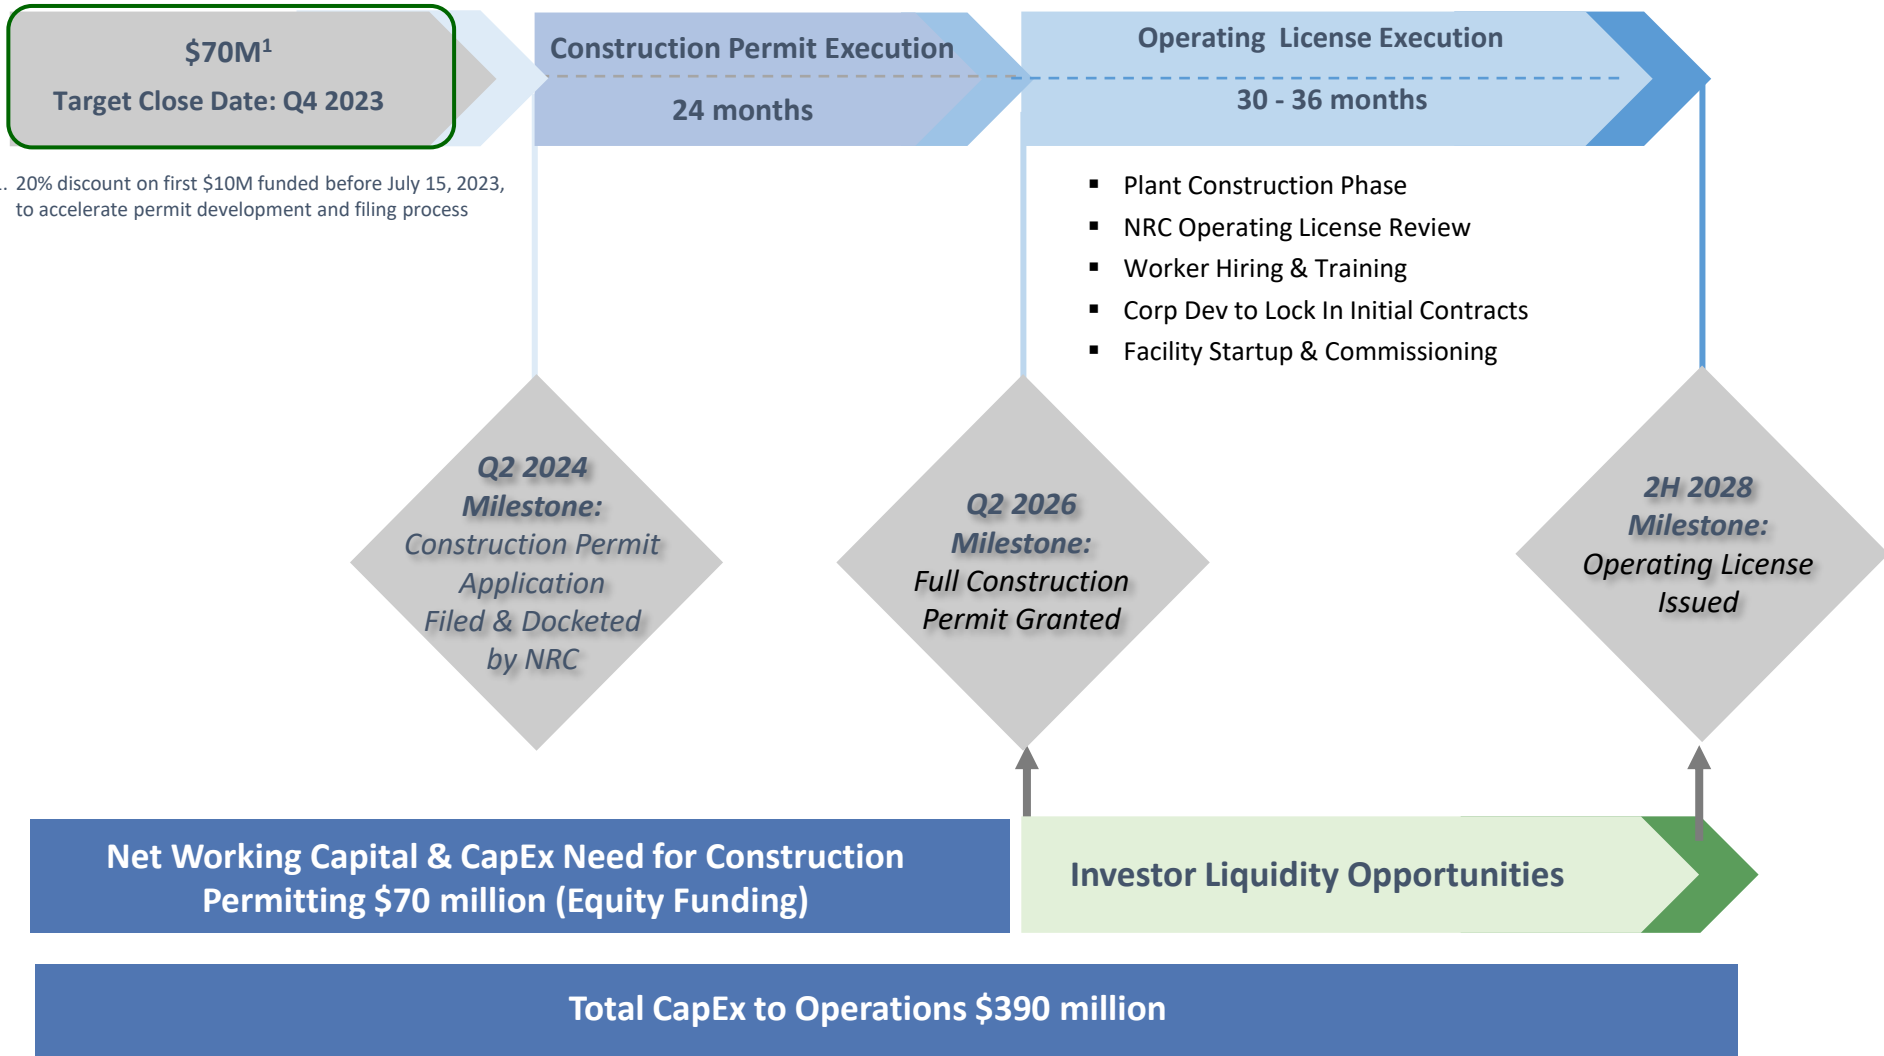 $70M¹
Target Close Date: Q4 2023
Construction Permit Execution
24 months
Operating License Execution
30 - 36 months
. 20% discount on first $10M funded before July 15, 2023,
to accelerate permit development and filing process
▪ Plant Construction Phase
▪ NRC Operating License Review
▪ Worker Hiring & Training
▪ Corp Dev to Lock In Initial Contracts
▪ Facility Startup & Commissioning
Q2 2024
Milestone:
Construction Permit
Application
Filed & Docketed
by NRC
Q2 2026
Milestone:
Full Construction
Permit Granted
2H 2028
Milestone:
Operating License
Issued
Net Working Capital & CapEx Need for Construction
Permitting $70 million (Equity Funding)
Investor Liquidity Opportunities
Total CapEx to Operations $390 million